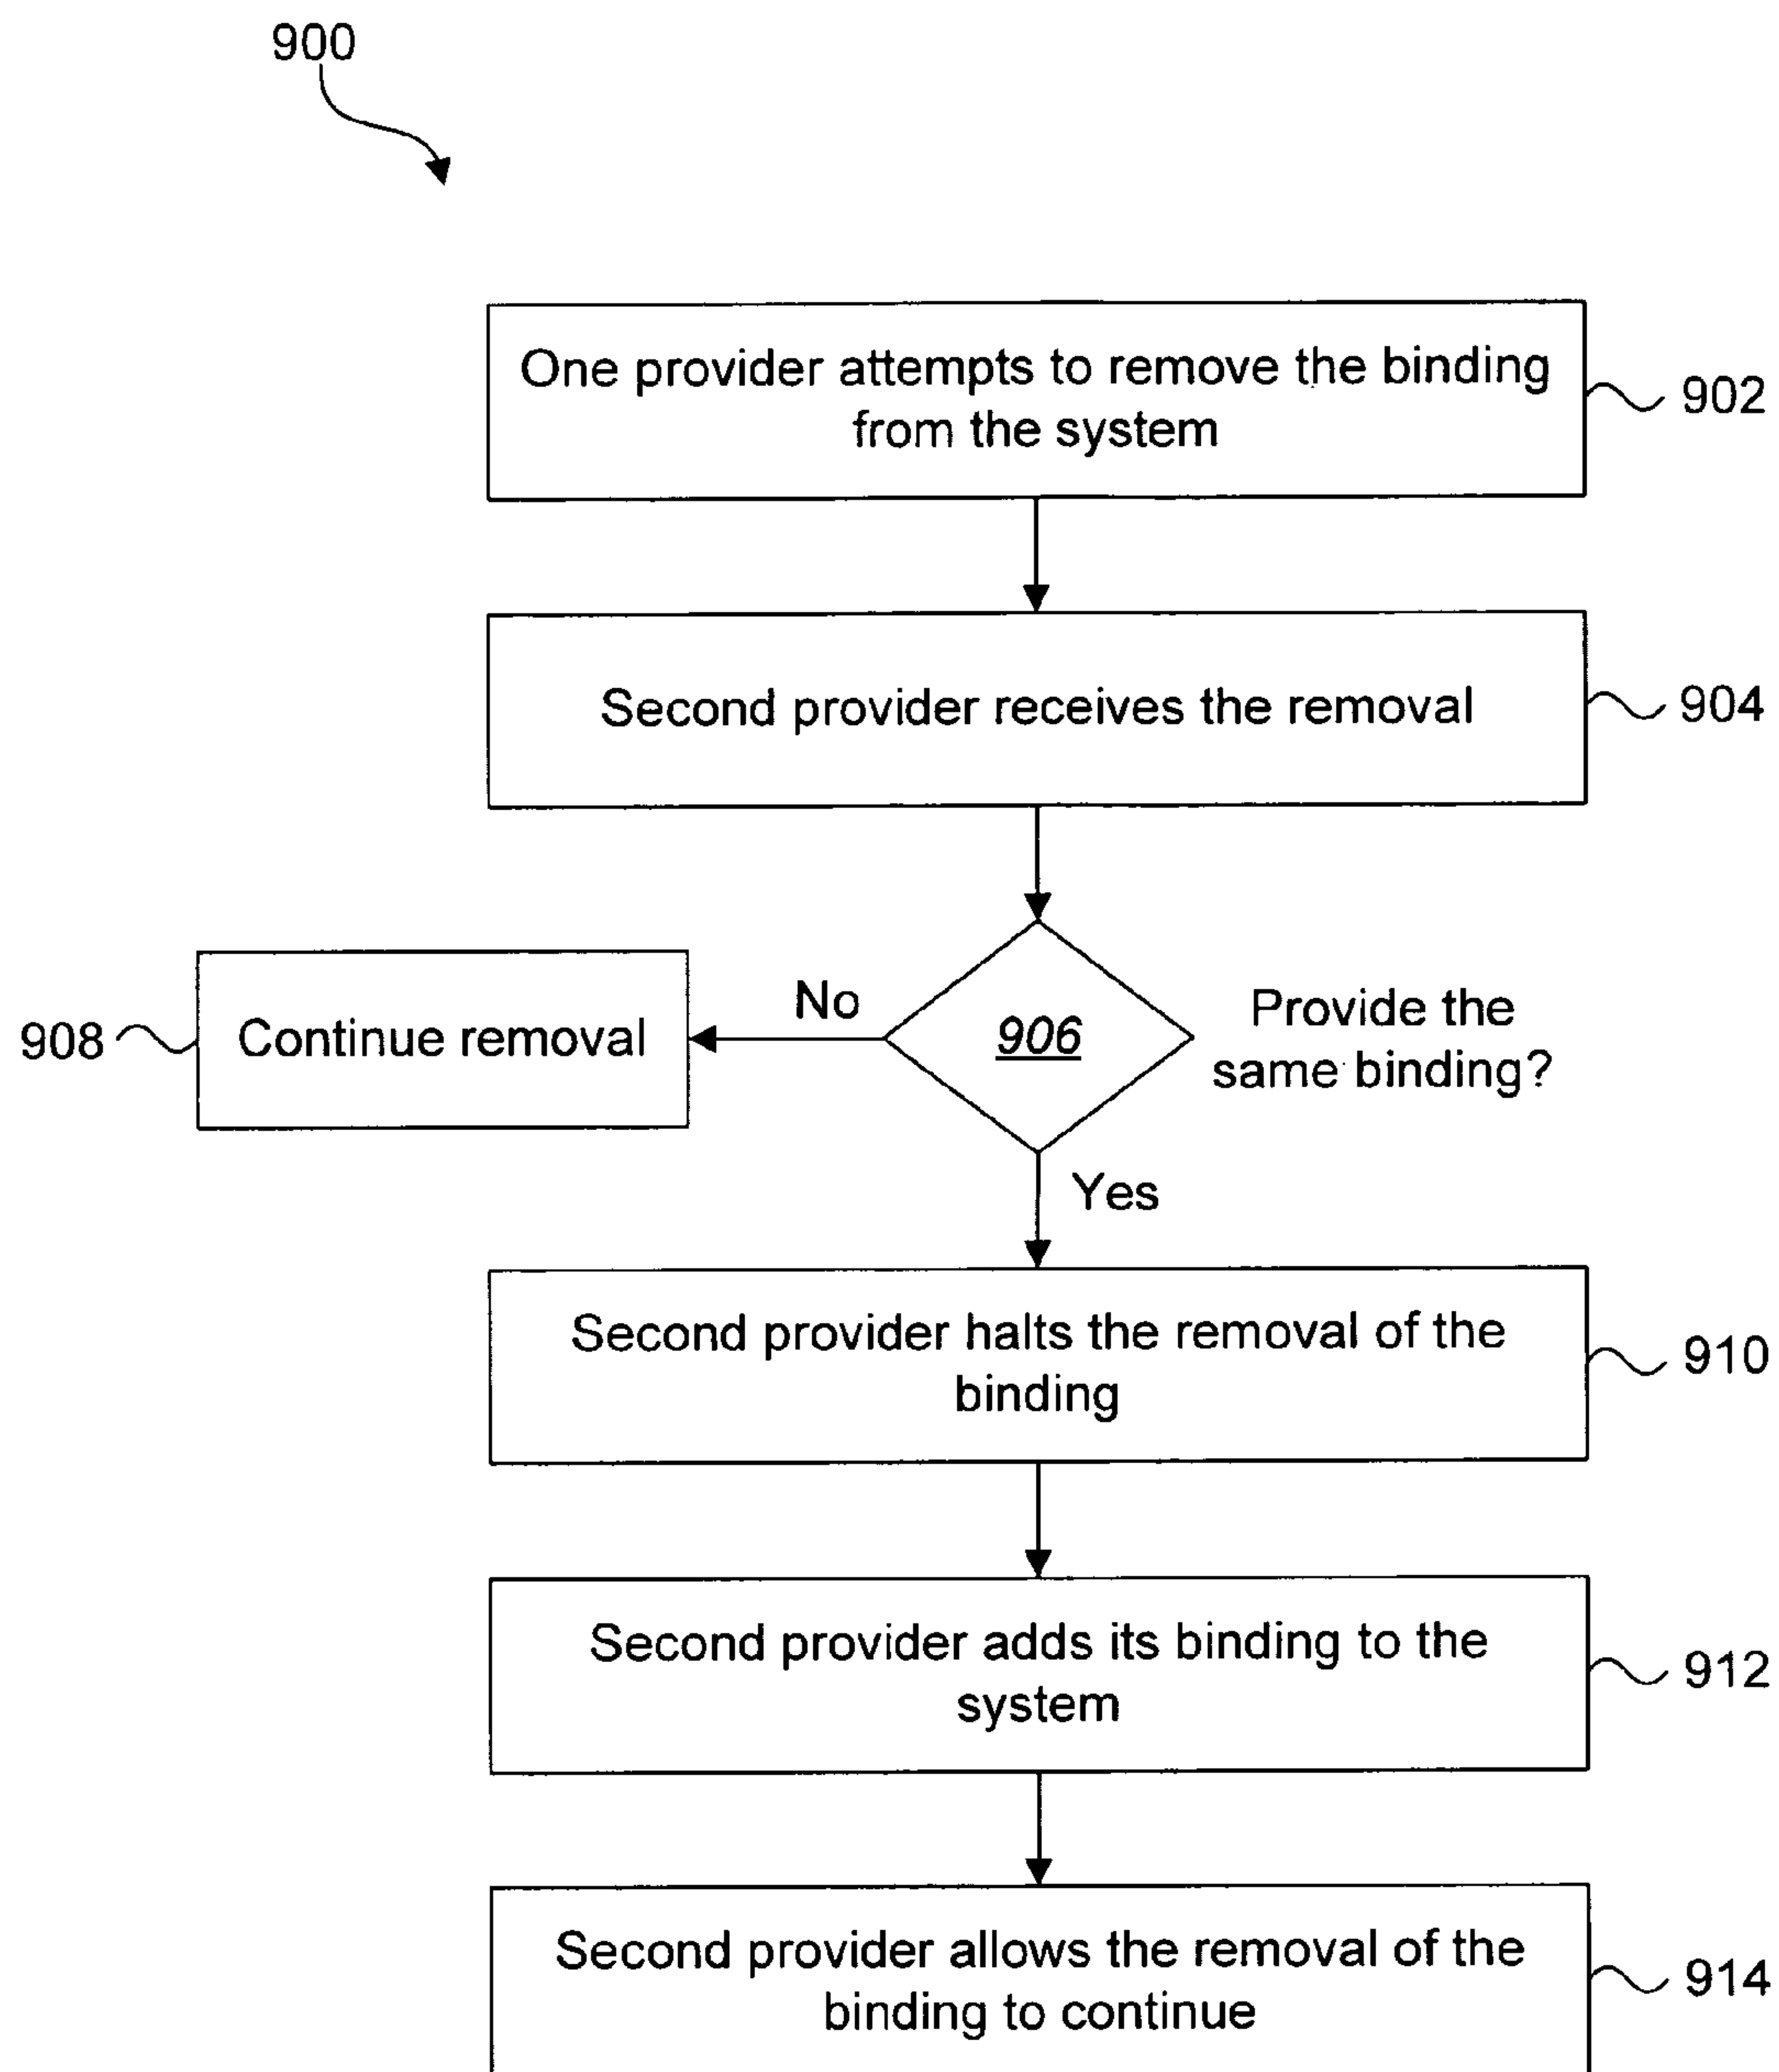 900
One provider attempts to remove the binding
from the system
902
Second provider receives the removal
904
906
Provide the
same binding?
No
Continue removal
908
Yes
Second provider halts the removal of the
binding
910
Second provider adds its binding to the
system
912
Second provider allows the removal of the
binding to continue
914